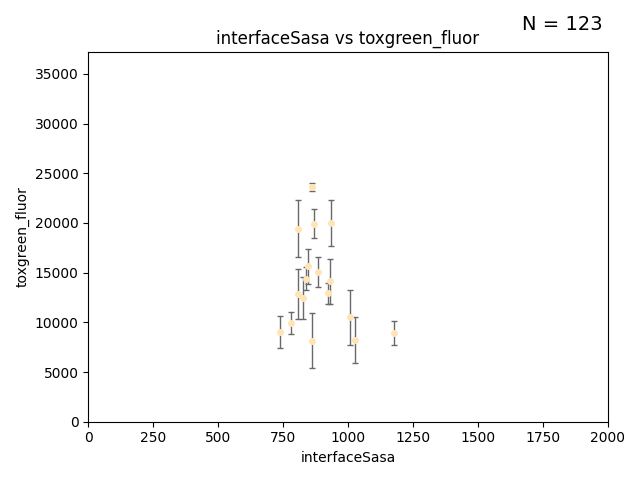 N = 123
interfaceSasa vs toxgreen_fluor
35000
30000
25000
20000
15000
10000
5000
0
toxgreen_fluor
0 250 500 750 1000 1250 1500 1750 2000
interfaceSasa